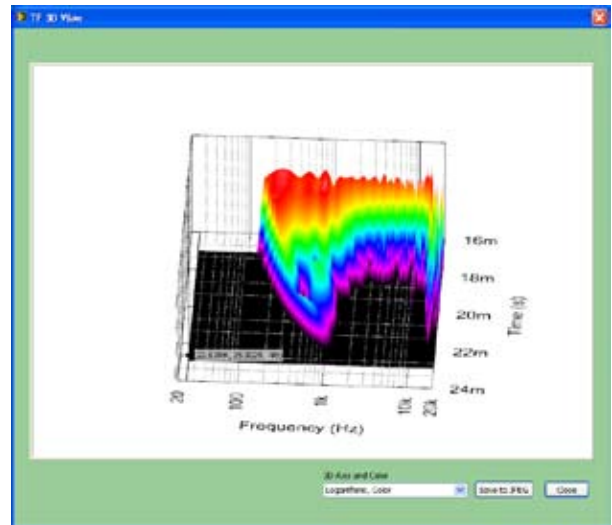 TF 3D View
16m
18m
20m
22m
24m
Time (s)
20
100
1k
10k
20k
Frequency (Hz)
3D Axis and Color
Logarithmic, Color
Save to JPEG
Close